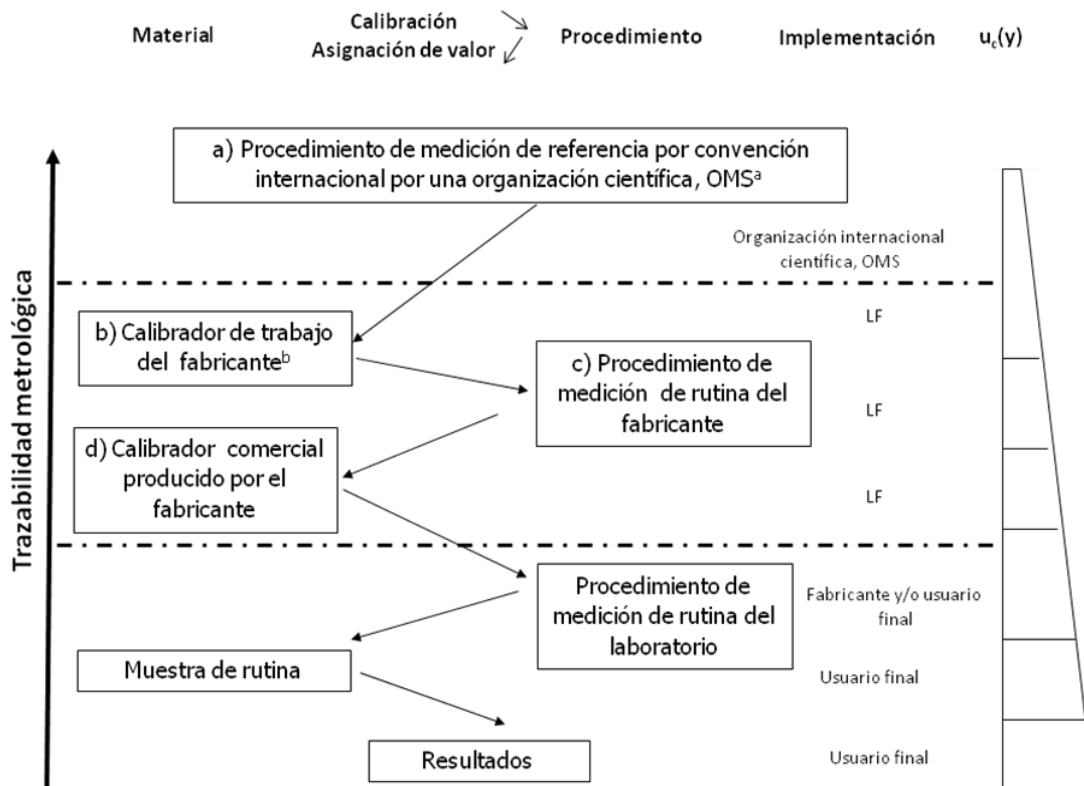 Material
Calibración
Asignación de valor
Procedimiento
Implementación
u_c(y)
a) Procedimiento de medición de referencia por convención
internacional por una organización científica, OMSᵃ
Organización internacional
científica, OMS
Trazabilidad metrológica
b) Calibrador de trabajo
del fabricanteᵇ
LF
c) Procedimiento de
medición de rutina del
fabricante
LF
d) Calibrador comercial
producido por el
fabricante
LF
Procedimiento de
medición de rutina del
laboratorio
Fabricante y/o usuario
final
Muestra de rutina
Usuario final
Resultados
Usuario final